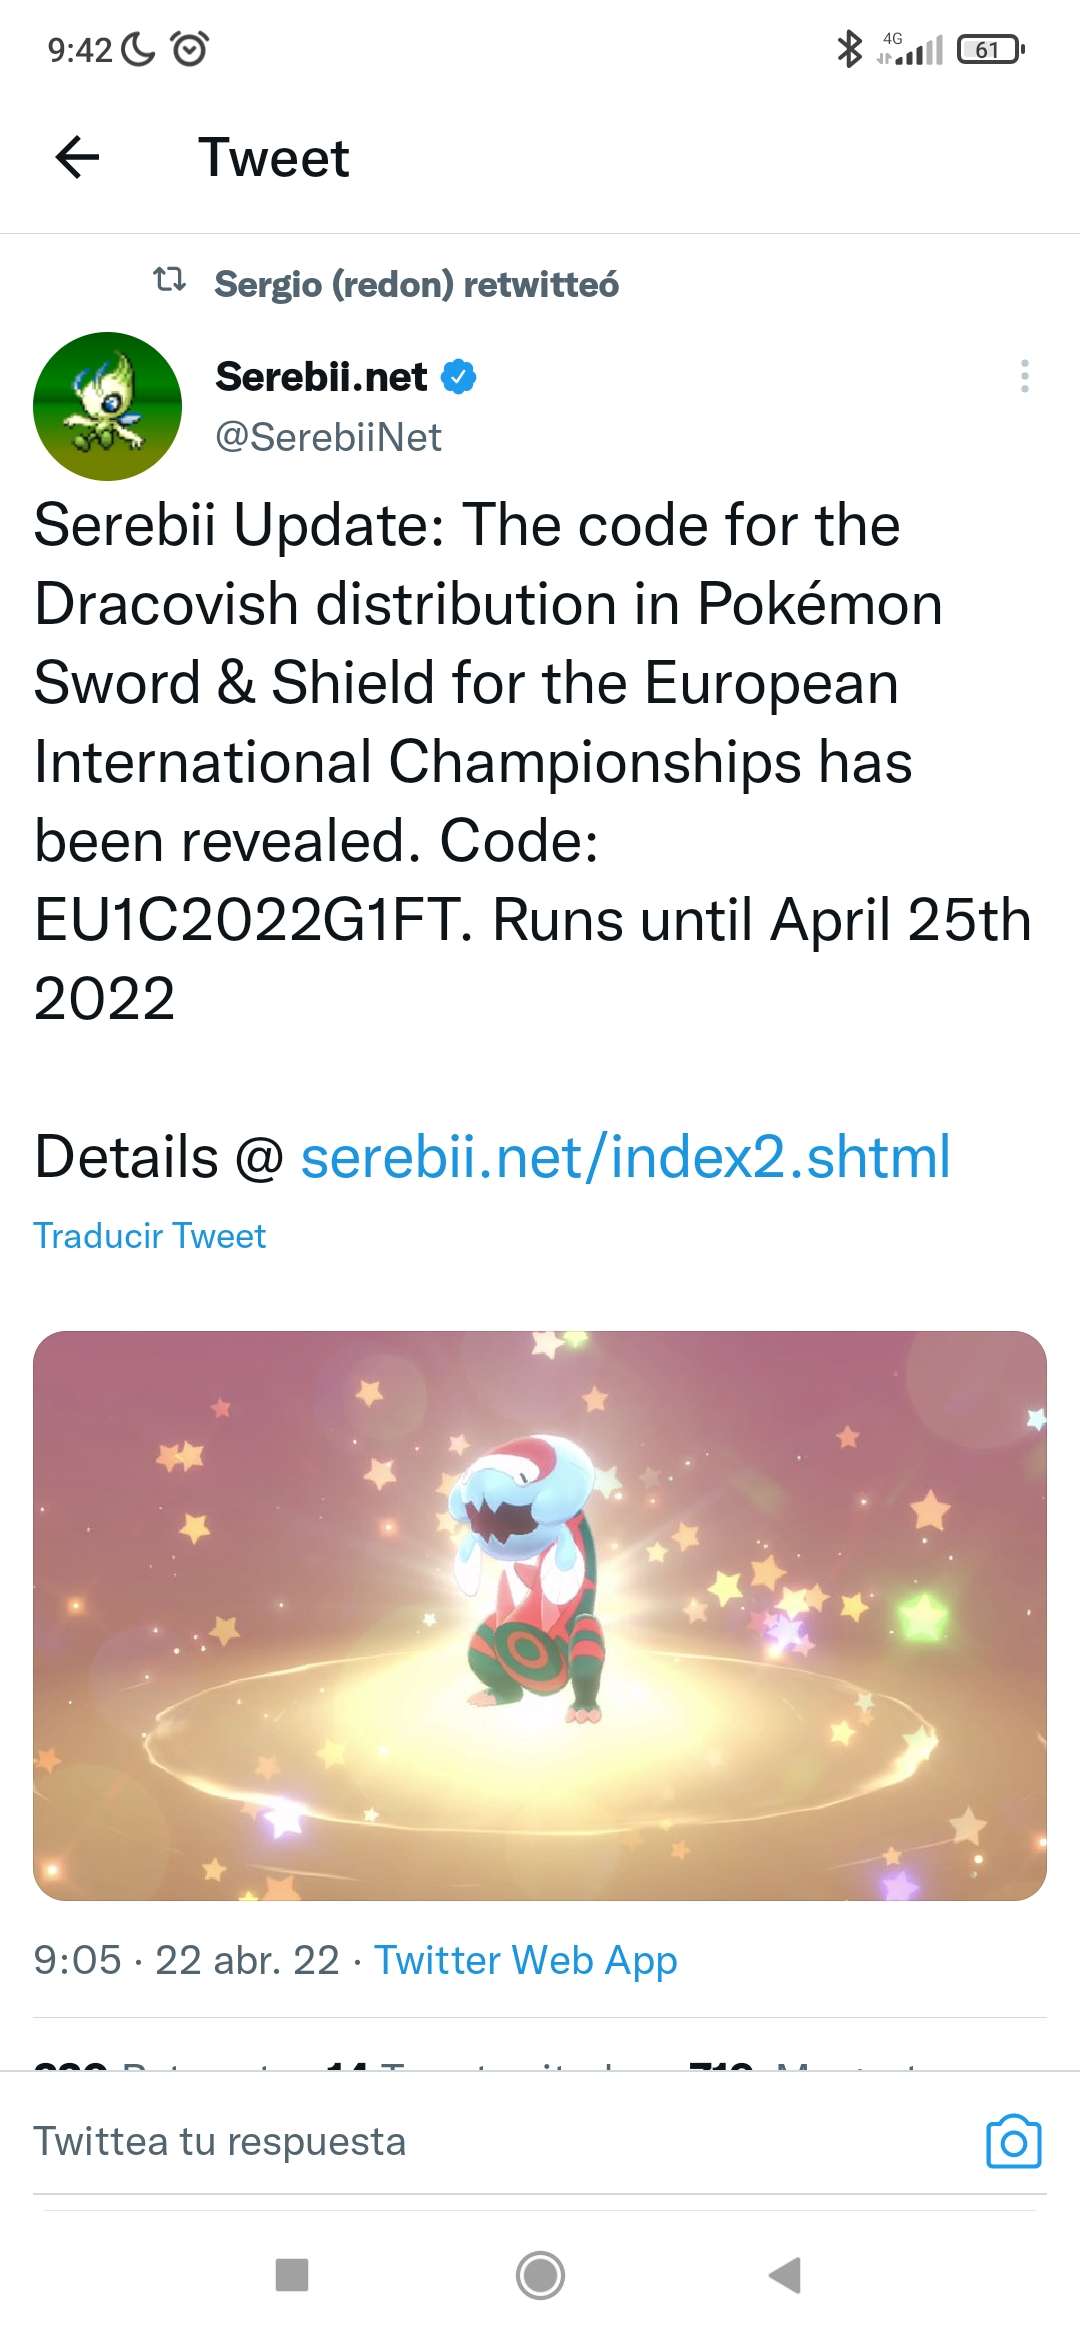 9:42
4G
61
Tweet
Sergio (redon) retwitteó
Serebii.net
@SerebiiNet
Serebii Update: The code for the
Dracovish distribution in Pokémon
Sword & Shield for the European
International Championships has
been revealed. Code:
EU1C2022G1FT. Runs until April 25th
2022
Details @ serebii.net/index2.shtml
Traducir Tweet
9:05 · 22 abr. 22 · Twitter Web App
Twittea tu respuesta